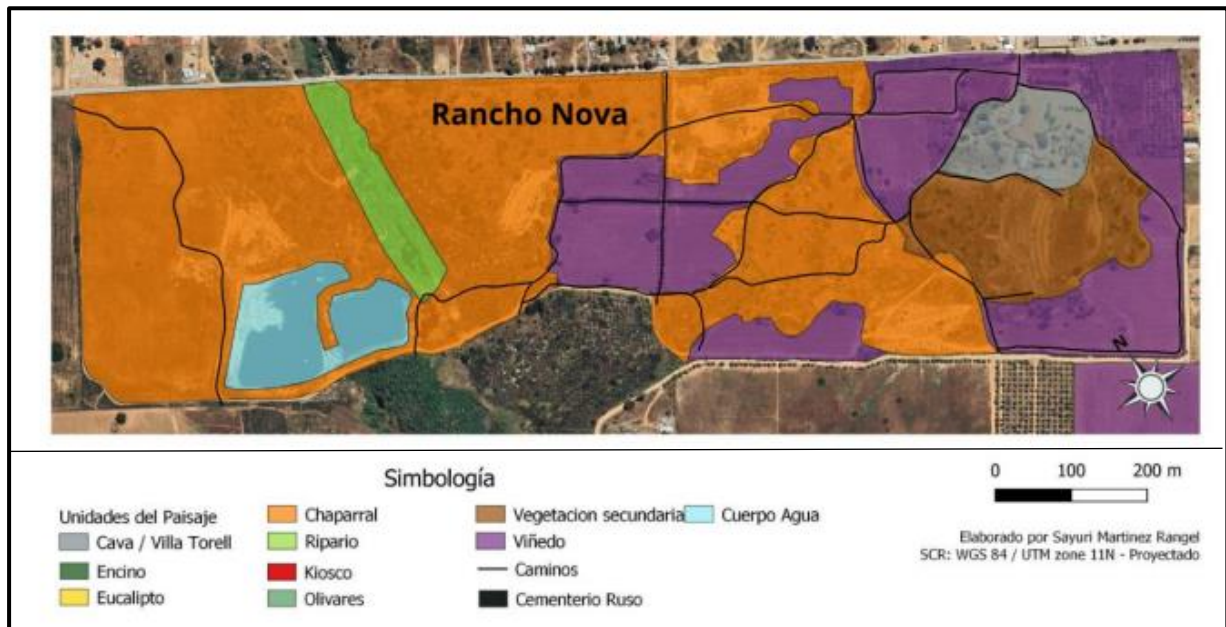 Rancho Nova
N
Simbología
Unidades del Paisaje
Cava / Villa Torell
Encino
Eucalipto
Chaparral
Ripario
Kiosco
Olivares
Vegetacion secundaria
Viñedo
Caminos
Cementerio Ruso
Cuerpo Agua
0 100 200 m
Elaborado por Sayuri Martinez Rangel
SCR: WGS 84 / UTM zone 11N - Proyectado